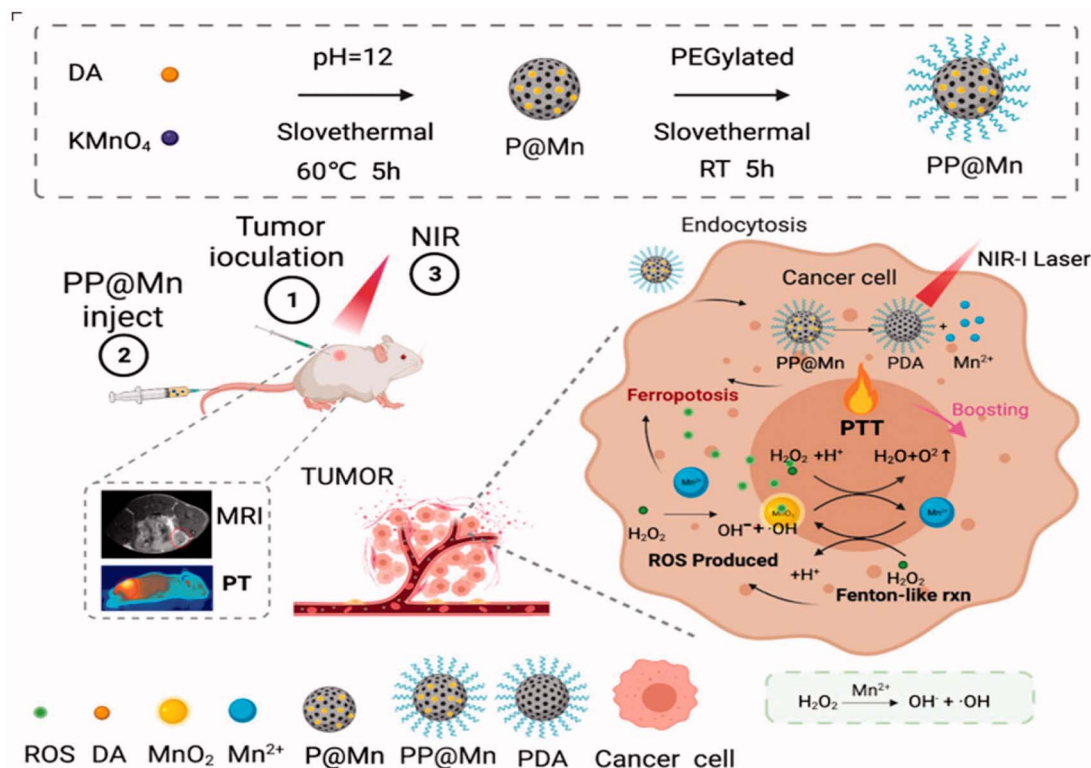 DA
KMnO₄
pH=12
Slovethermal
60℃ 5h
P@Mn
PEGylated
Slovethermal
RT 5h
PP@Mn
Tumor
ioculation
1
NIR
3
PP@Mn
inject
2
MRI
PT
TUMOR
Endocytosis
NIR-I Laser
Cancer cell
PP@Mn
PDA
+
Mn²⁺
Ferropotosis
PTT
Boosting
H₂O₂ +H⁺
H₂O+O²↑
Mn²⁺
MnO₂
Mn²⁺
H₂O₂
OH⁻+ ·OH
ROS Produced
+H⁺
H₂O₂
Fenton-like rxn
H₂O₂ Mn²⁺ OH⁻ + ·OH
ROS DA MnO₂ Mn²⁺ P@Mn PP@Mn PDA Cancer cell